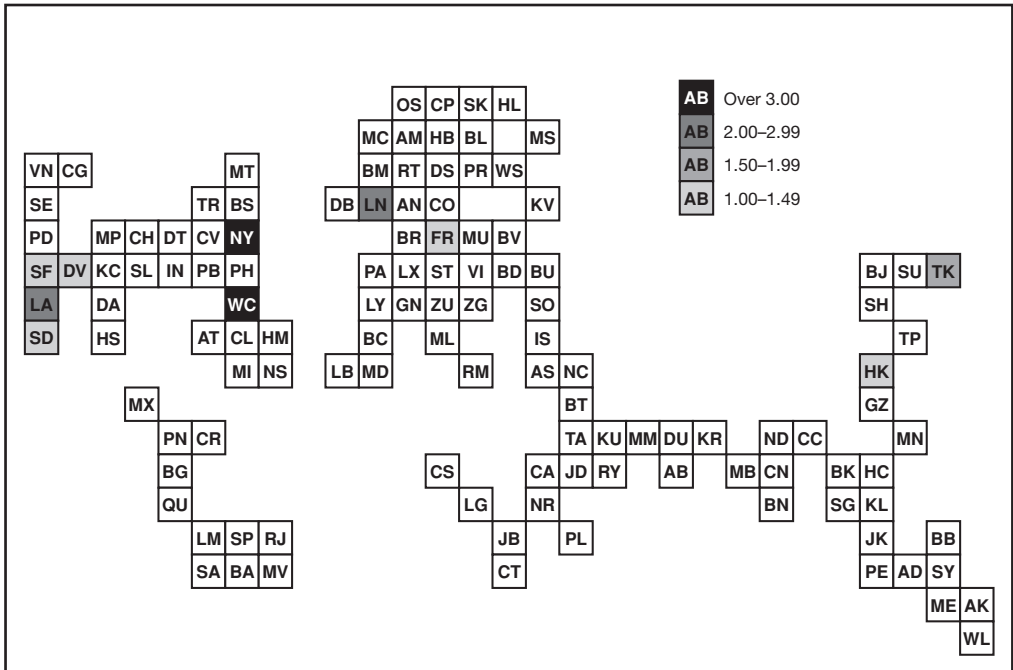 OS CP SK HL
AB Over 3.00
MC AM HB BL MS
AB 2.00–2.99
VN CG MT BM RT DS PR WS
AB 1.50–1.99
SE TR BS DB LN AN CO KV
AB 1.00–1.49
PD MP CH DT CV NY BR FR MU BV
SF DV KC SL IN PB PH PA LX ST VI BD BU BJ SU TK
LA DA WC LY GN ZU ZG SO SH
SD HS AT CL HM BC ML IS TP
MI NS LB MD RM AS NC HK
MX BT GZ
PN CR TA KU MM DU KR ND CC MN
BG CS CA JD RY AB MB CN BK HC
QU LG NR BN SG KL
LM SP RJ JB PL JK BB
SA BA MV CT PE AD SY
ME AK
WL